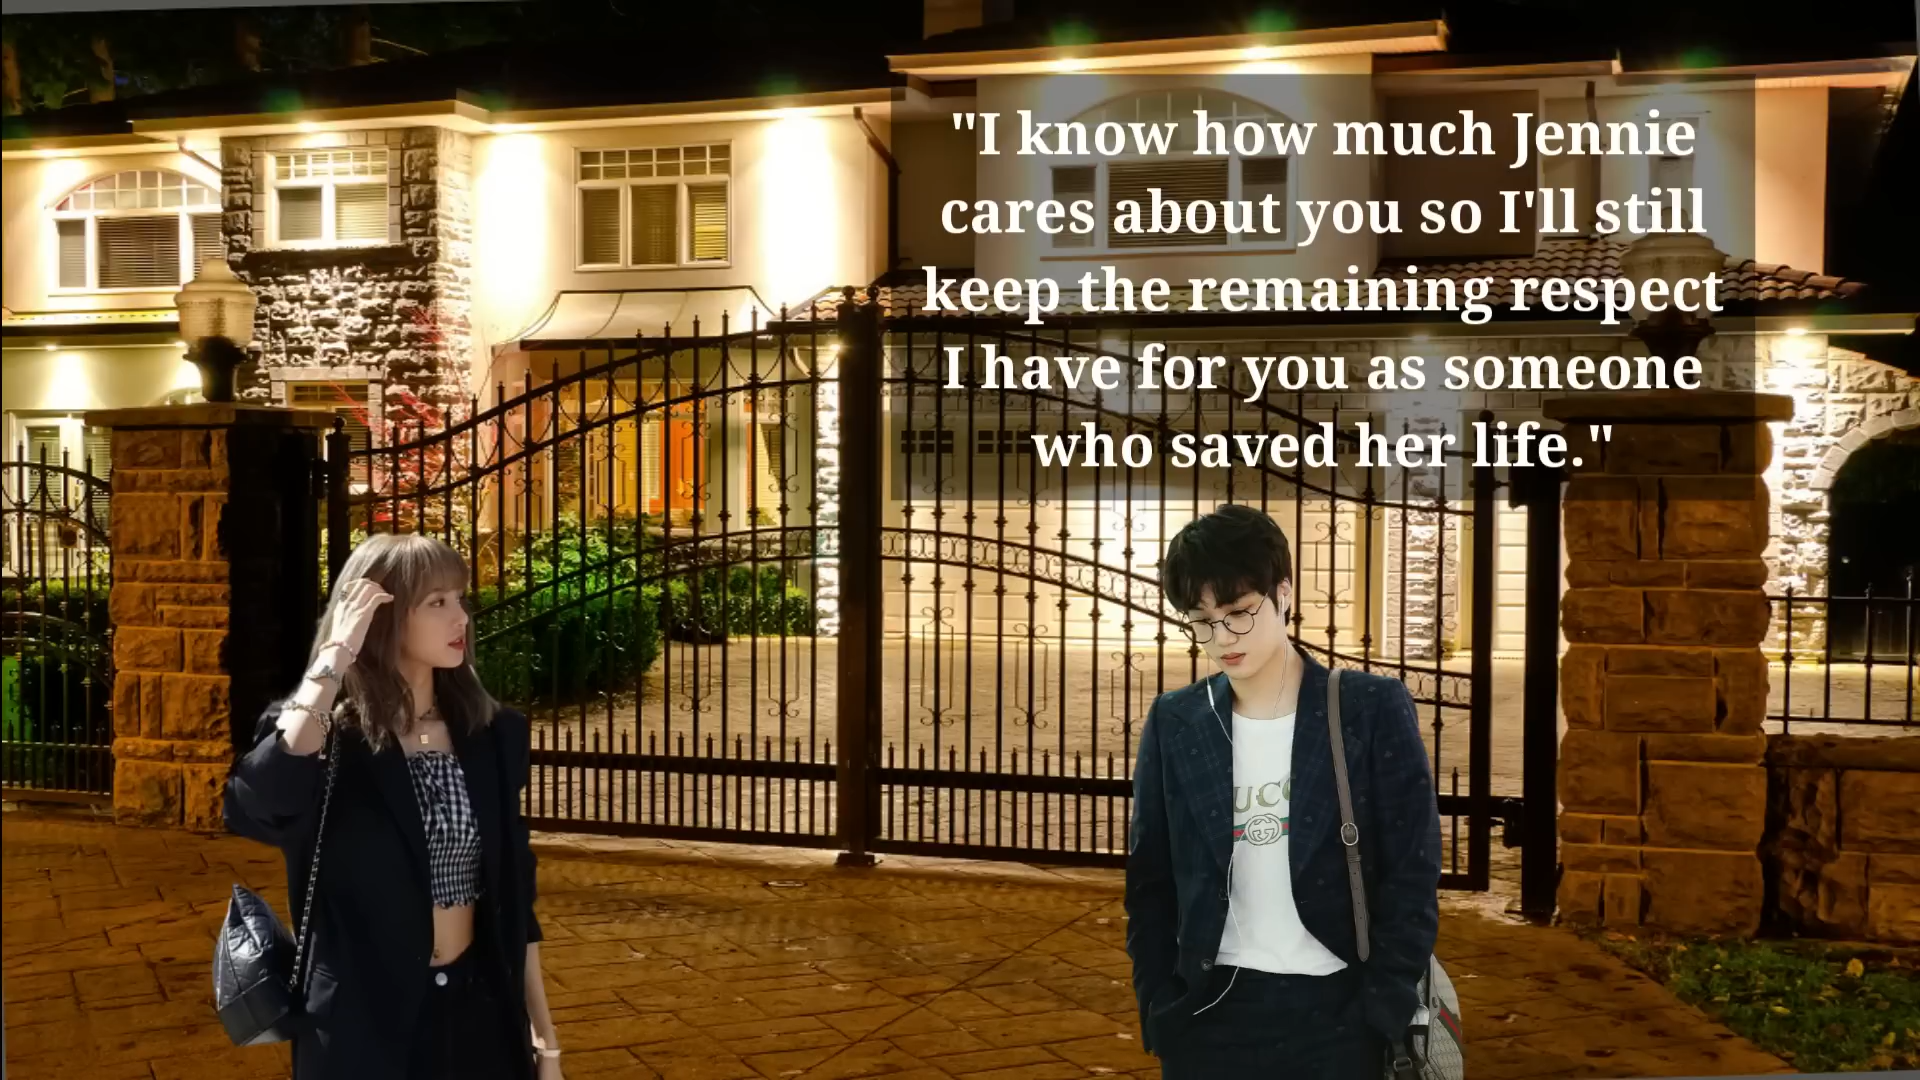 "I know how much Jennie
cares about you so I'll still
keep the remaining respect
I have for you as someone
who saved her life."
UCC